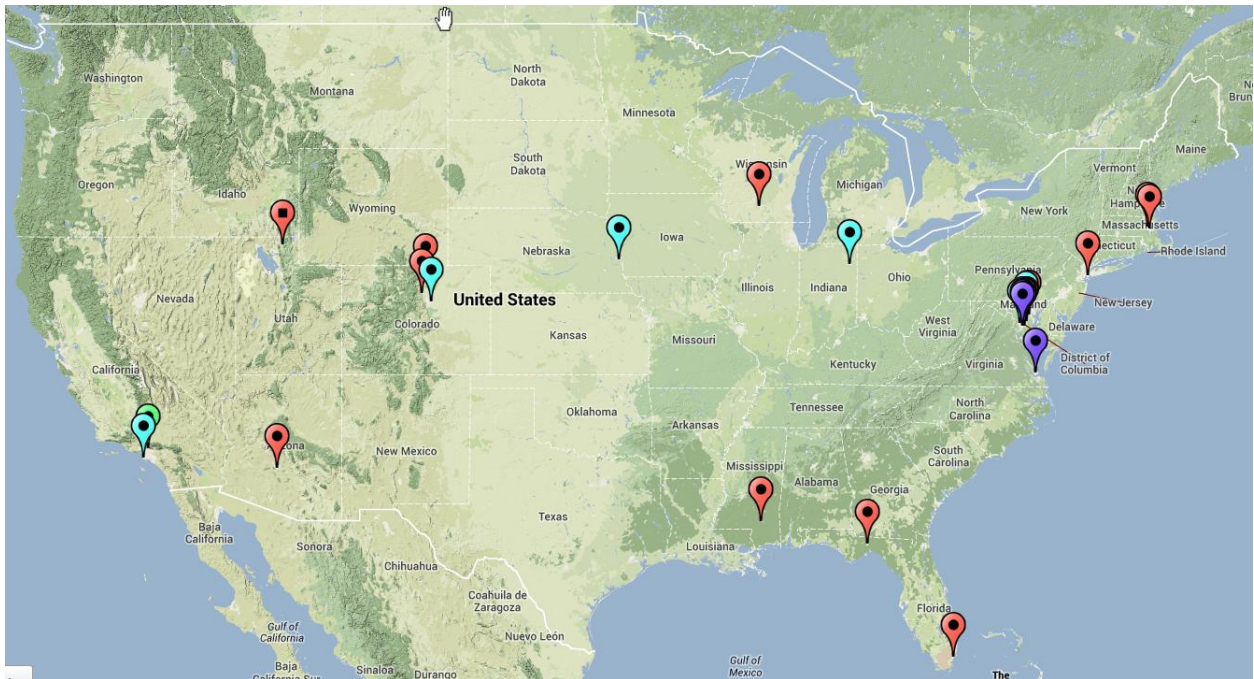 Washington
Montana
North
Dakota
Minnesota
Maine
Vermont
Oregon
Idaho
Wyoming
South
Dakota
Wisconsin
Michigan
New York
Hampshire
Massachusetts
Rhode Island
Nebraska
Iowa
Pennsylvania
Ohio
Illinois
Indiana
New Jersey
Nevada
Utah
Colorado
United States
Kansas
Missouri
West
Virginia
Delaware
District of
Columbia
Kentucky
Virginia
California
Oklahoma
Arkansas
Tennessee
North
Carolina
New Mexico
Mississippi
Alabama
Georgia
South
Carolina
Texas
Louisiana
Baja
California
Sonora
Chihuahua
Coahuila de
Zaragoza
Florida
Gulf of
California
Nuevo León
Baja
California Sur
Sinaloa
Durango
Gulf of
Mexico
The